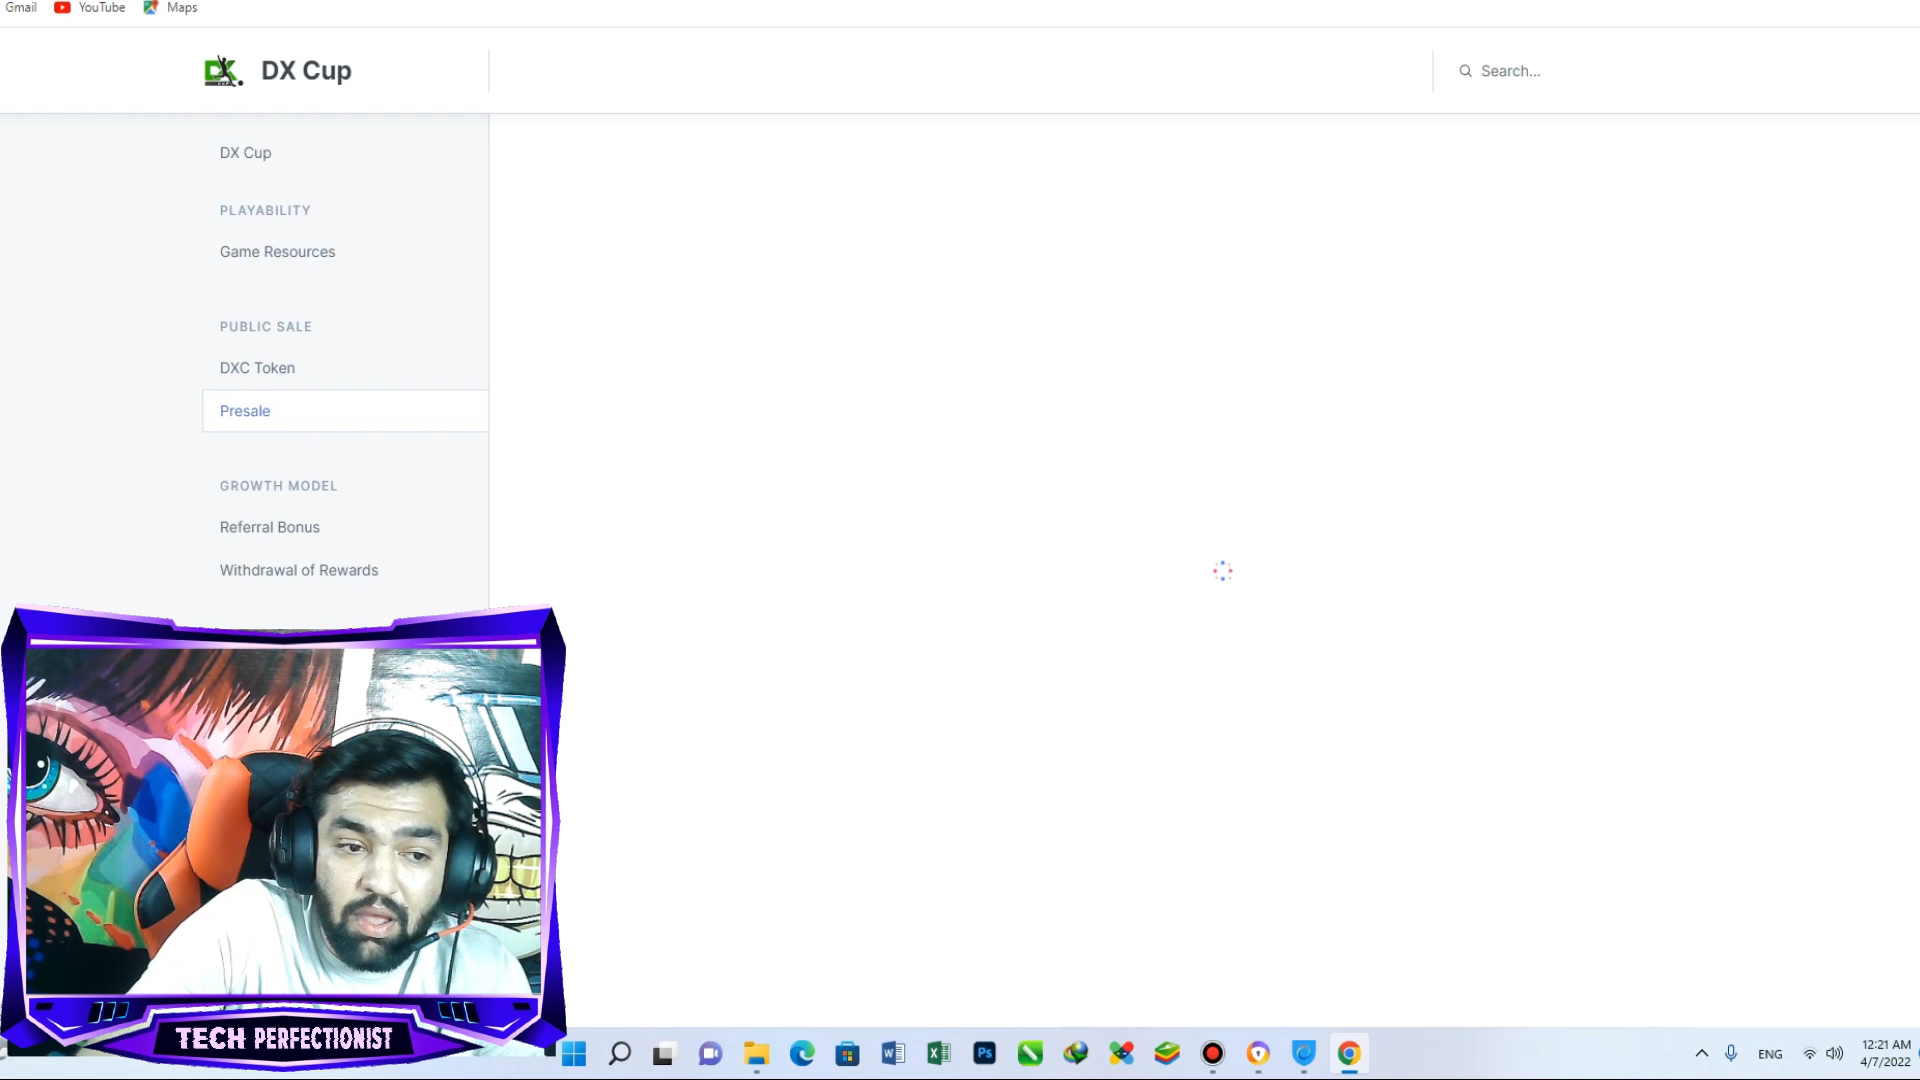 Gmail YouTube Maps
DX Cup
Search...
DX Cup
PLAYABILITY
Game Resources
PUBLIC SALE
DXC Token
Presale
GROWTH MODEL
Referral Bonus
Withdrawal of Rewards
TECH PERFECTIONIST
ENG
12:21 AM
4/7/2022